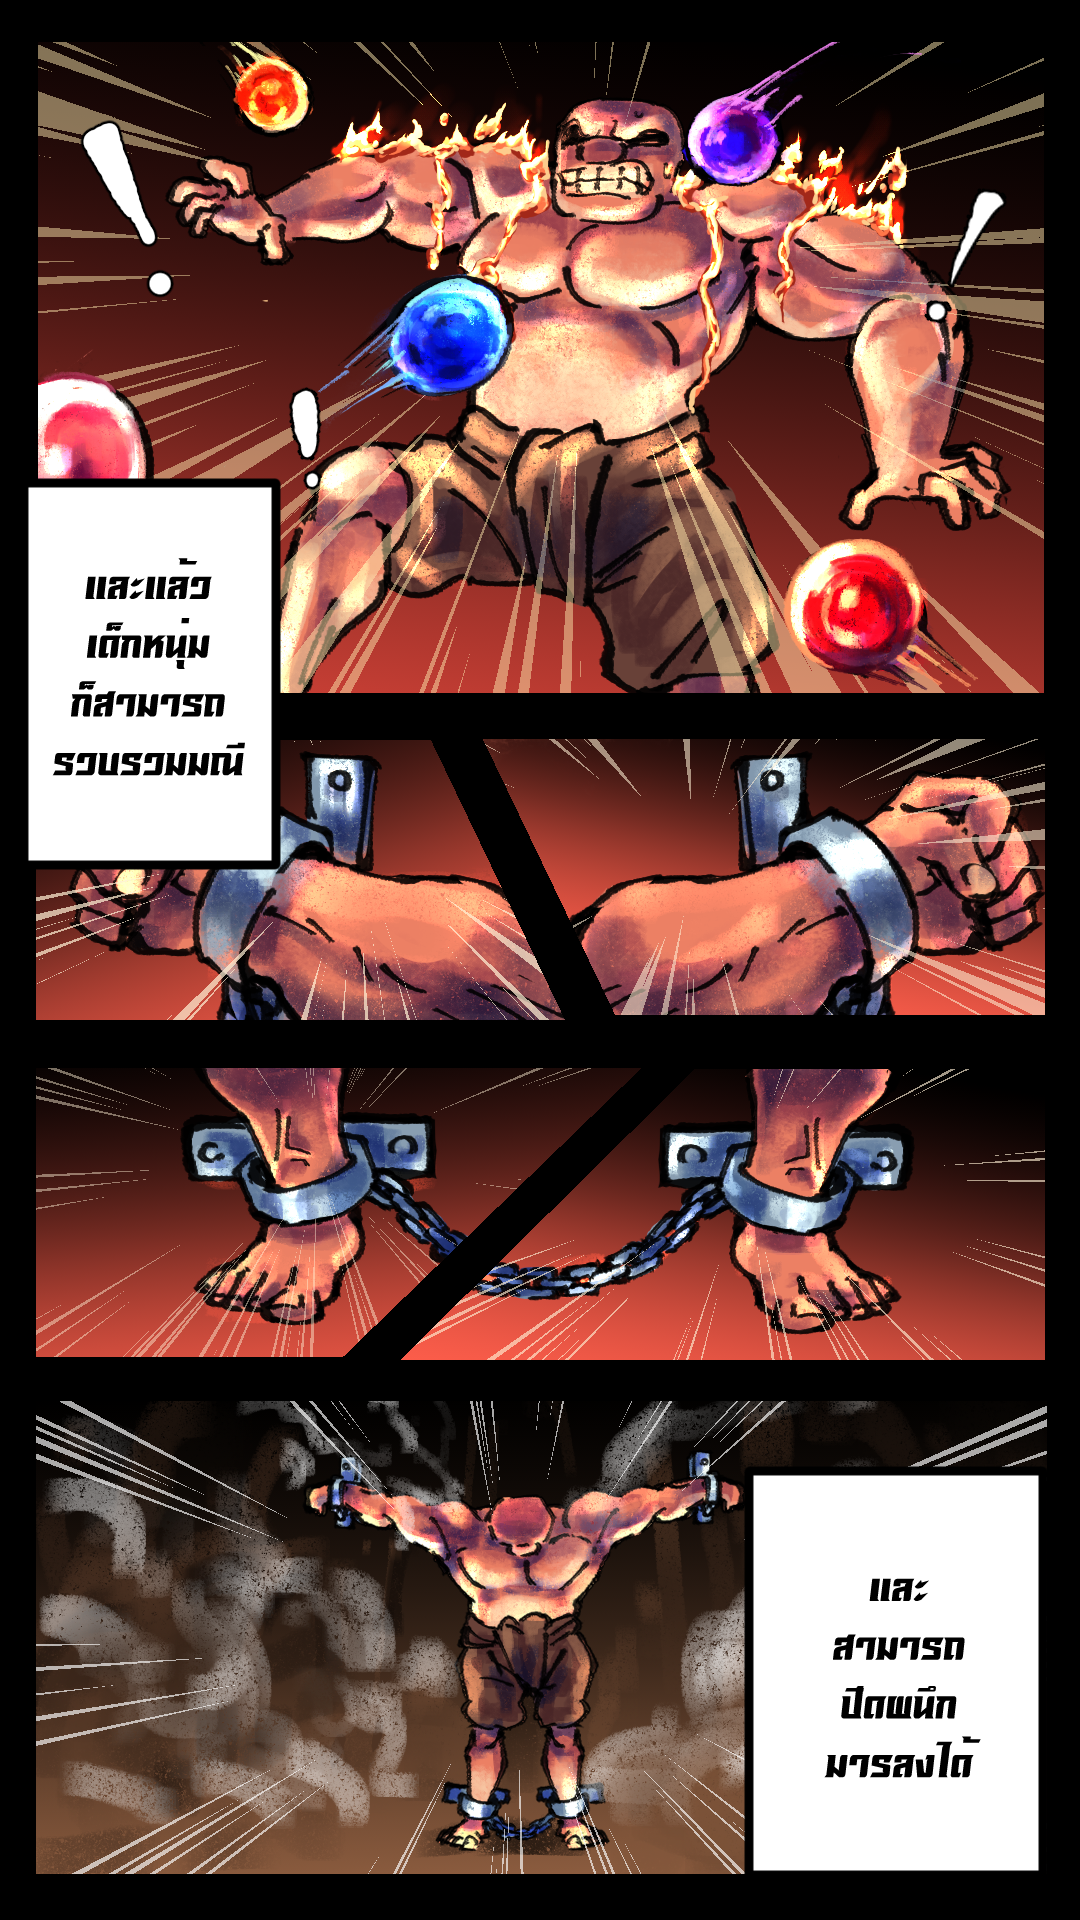 และแล้ว
เด็กหนุ่ม
ก็สามารถ
รวบรวมมณี
และ
สามารถ
ปิดผนึก
มารลงได้